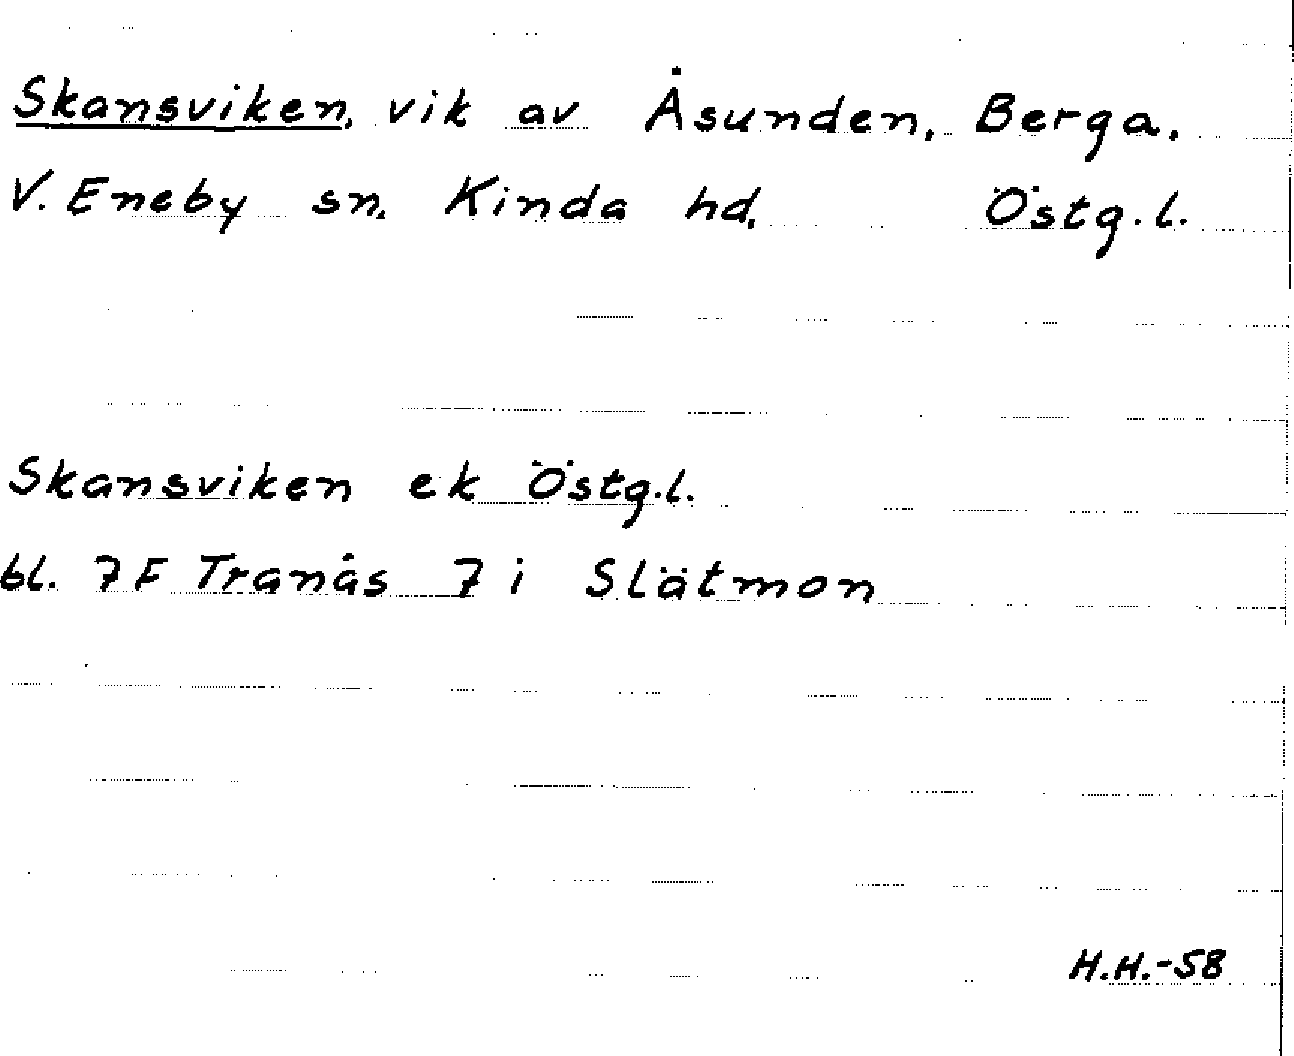 Skansviken, vik av Åsunden, Berga.
V. Eneby sn. Kinda hd. Östg.l.
Skansviken ek Östg.l.
bl. 7F Tranås 7 i Slätmon
H.H.-58